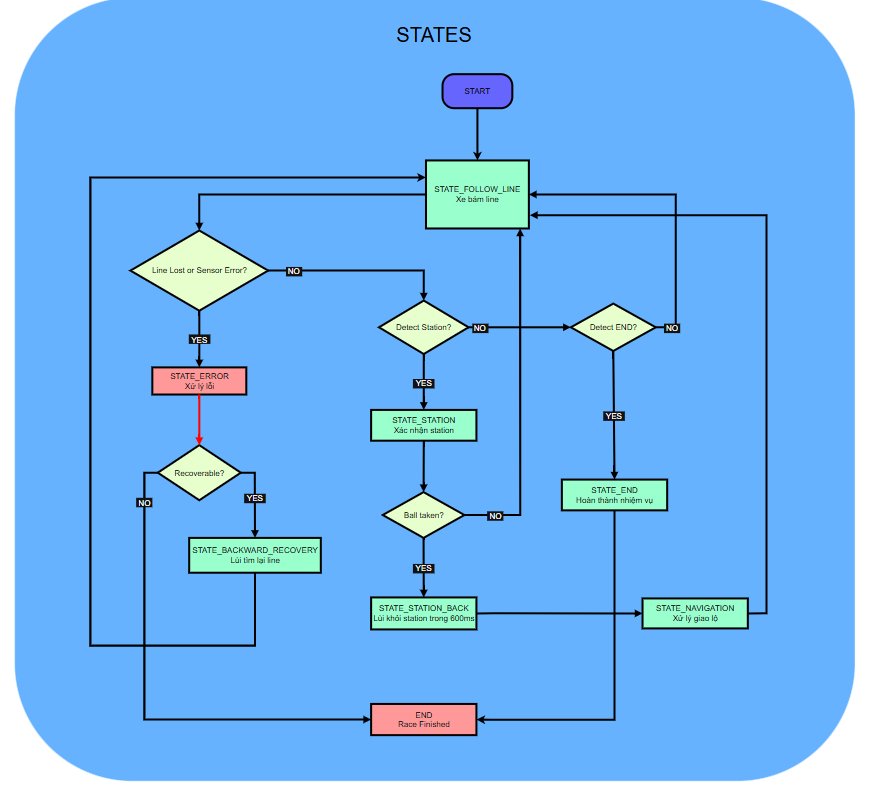 STATES
START
STATE_FOLLOW_LINE
Xe bám line
Line Lost or Sensor Error?
NO
Detect Station?
NO
Detect END?
NO
YES
STATE_ERROR
Xử lý lỗi
YES
YES
STATE_STATION
Xác nhận station
Recoverable?
NO
YES
STATE_END
Hoàn thành nhiệm vụ
Ball taken?
NO
STATE_BACKWARD_RECOVERY
Lùi tìm lại line
YES
STATE_STATION_BACK
Lùi khỏi station trong 600ms
STATE_NAVIGATION
Xử lý giao lộ
END
Race Finished